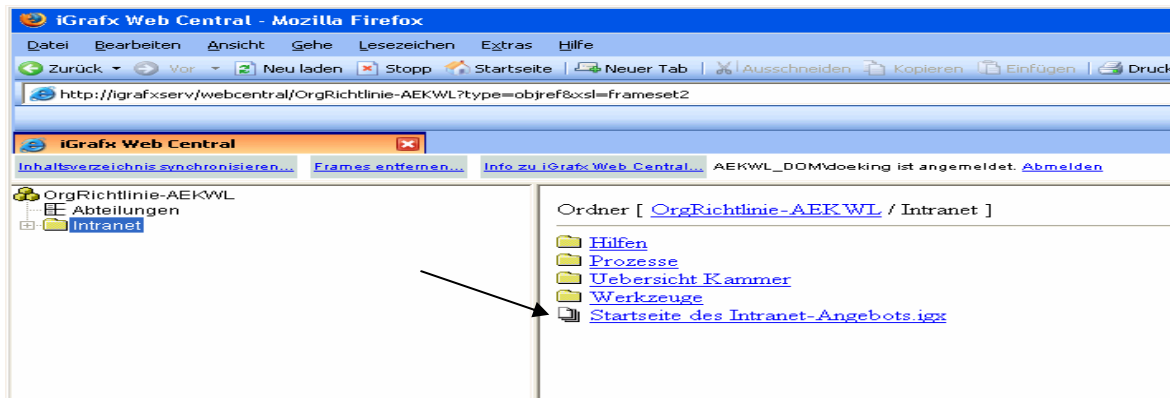 iGrafx Web Central - Mozilla Firefox
Datei Bearbeiten Ansicht Gehe Lesezeichen Extras Hilfe
Zurück Vor Neu laden Stopp Startseite Neuer Tab Ausschneiden Kopieren Einfügen Druck
http://igrafxserv/webcentral/OrgRichtlinie-AEKWL?type=objref&xsl=frameset2
iGrafx Web Central
Inhaltsverzeichnis synchronisieren... Frames entfernen... Info zu iGrafx Web Central... AEKWL_DOM\doeking ist angemeldet. Abmelden
OrgRichtlinie-AEKWL
Abteilungen
Intranet
Ordner [ OrgRichtlinie-AEKWL / Intranet ]
Hilfen
Prozesse
Uebersicht Kammer
Werkzeuge
Startseite des Intranet-Angebots.igx